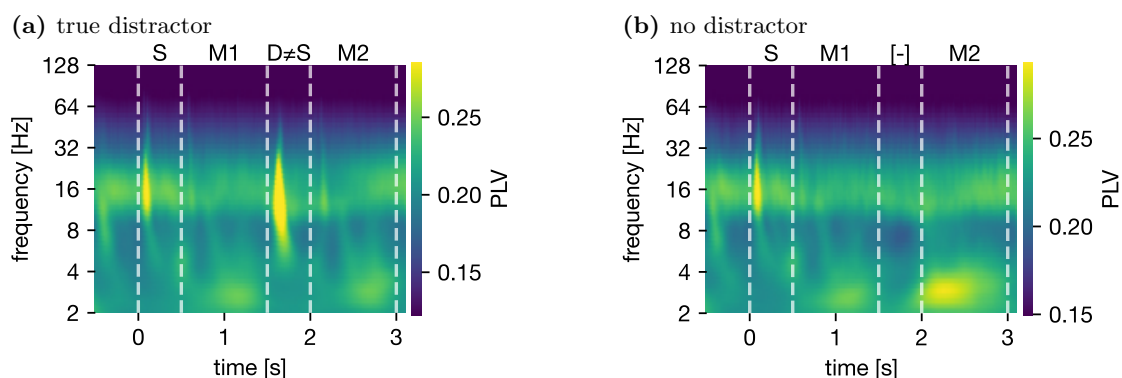 (a) true distractor
S M1 D≠S M2
128
64
32
16
8
4
2
frequency [Hz]
0 1 2 3
time [s]
0.25
0.20
0.15
PLV
(b) no distractor
S M1 [-] M2
128
64
32
16
8
4
2
frequency [Hz]
0 1 2 3
time [s]
0.25
0.20
0.15
PLV